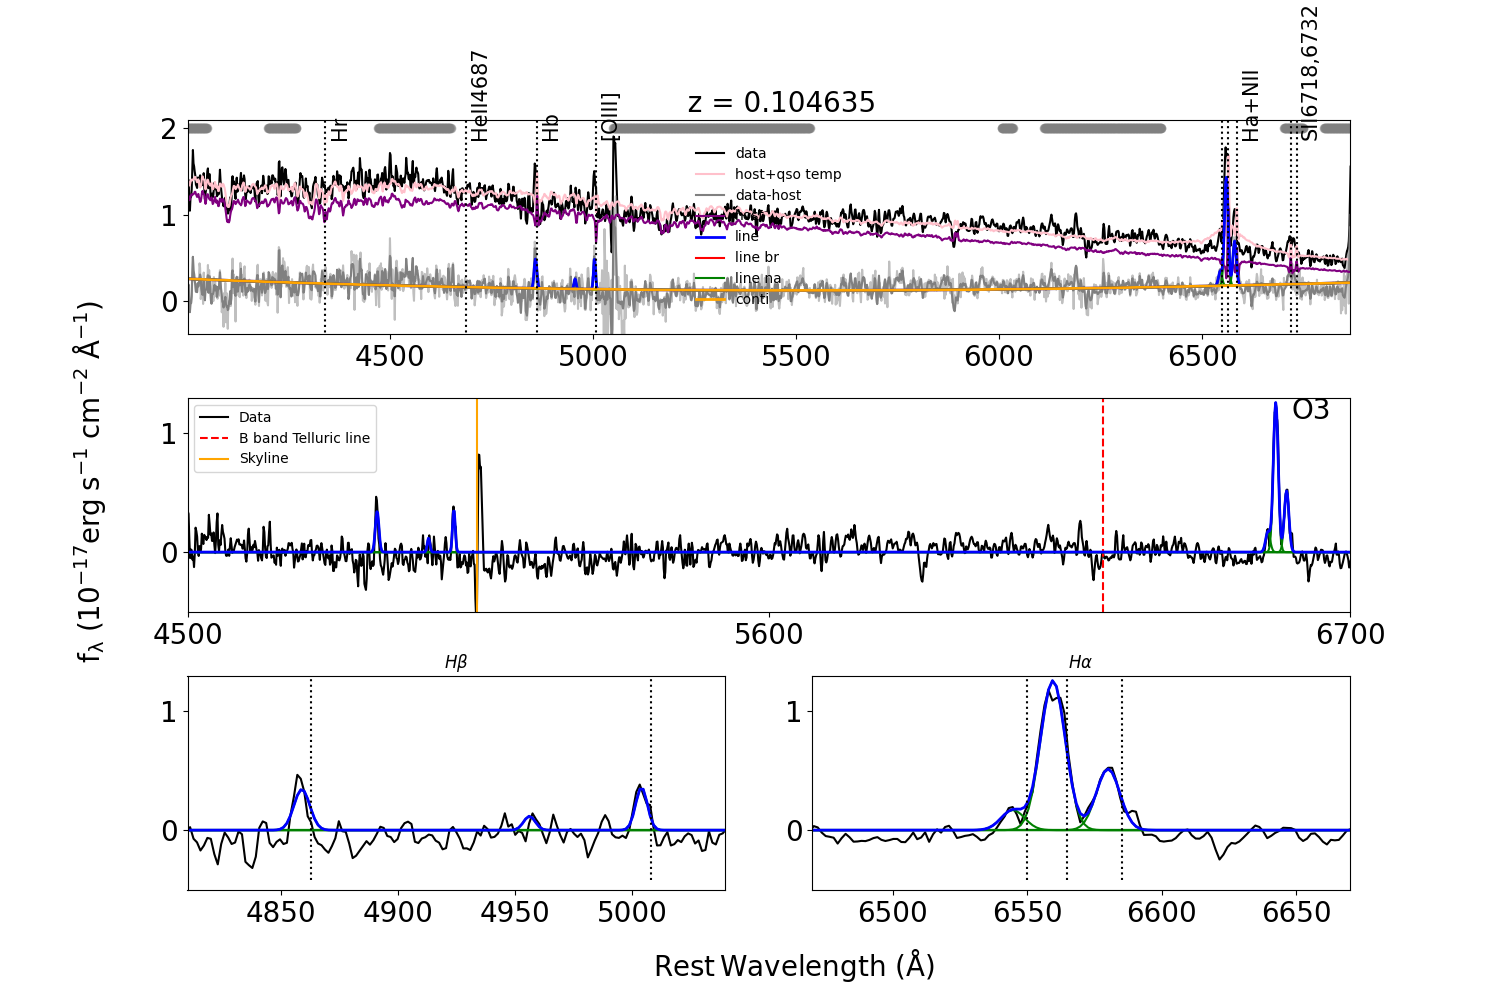 z = 0.104635
Hr
HeII4687
Hb
[OIII]
Ha+NII
SII6718,6732
2
1
0
data
host+qso temp
data-host
line
line br
line na
conti
4500
5000
5500
6000
6500
fλ (10⁻¹⁷erg s⁻¹ cm⁻² Å⁻¹)
1
0
Data
B band Telluric line
Skyline
O3
4500
5600
6700
Hβ
1
0
4850
4900
4950
5000
Hα
1
0
6500
6550
6600
6650
Rest Wavelength (Å)